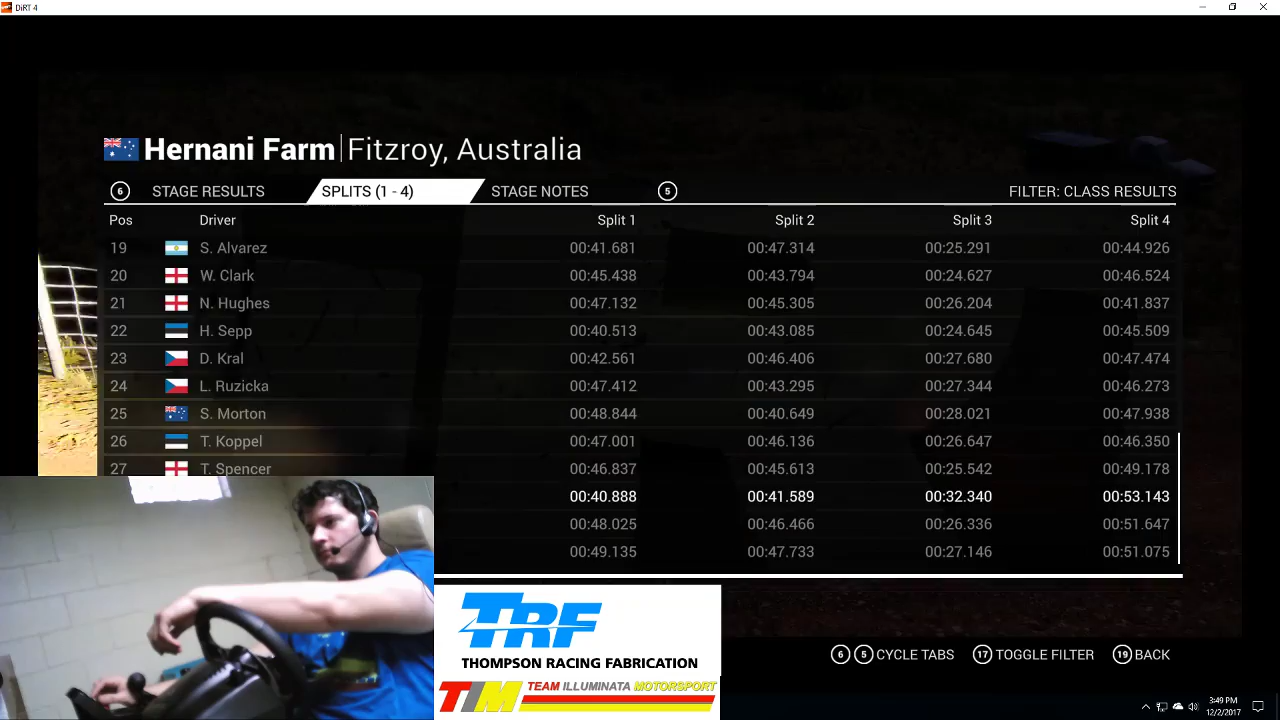 DiRT 4
Hernani Farm | Fitzroy, Australia
6 STAGE RESULTS SPLITS (1 - 4) STAGE NOTES 5 FILTER: CLASS RESULTS
Pos Driver Split 1 Split 2 Split 3 Split 4
19 S. Alvarez 00:41.681 00:47.314 00:25.291 00:44.926
20 W. Clark 00:45.438 00:43.794 00:24.627 00:46.524
21 N. Hughes 00:47.132 00:45.305 00:26.204 00:41.837
22 H. Sepp 00:40.513 00:43.085 00:24.645 00:45.509
23 D. Kral 00:42.561 00:46.406 00:27.680 00:47.474
24 L. Ruzicka 00:47.412 00:43.295 00:27.344 00:46.273
25 S. Morton 00:48.844 00:40.649 00:28.021 00:47.938
26 T. Koppel 00:47.001 00:46.136 00:26.647 00:46.350
27 T. Spencer 00:46.837 00:45.613 00:25.542 00:49.178
00:40.888 00:41.589 00:32.340 00:53.143
00:48.025 00:46.466 00:26.336 00:51.647
00:49.135 00:47.733 00:27.146 00:51.075
TRF
THOMPSON RACING FABRICATION
TIM TEAM ILLUMINATA MOTORSPORT
6 5 CYCLE TABS 17 TOGGLE FILTER 19 BACK
3:49 PM
12/2/2017